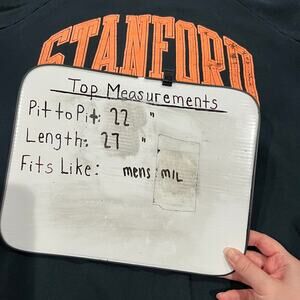 STANFORD
Top Measurements
Pit to Pit: 22 "
Length: 27 "
Fits Like: mens M/L